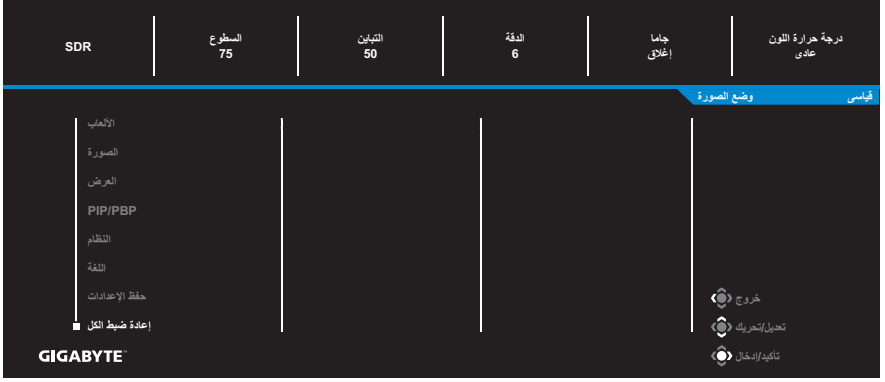 SDR
السطوع
75
التباين
50
الدقة
6
جاما
إغلاق
درجة حرارة اللون
عادى
وضع الصورة
قياسى
الألعاب
الصورة
العرض
PIP/PBP
النظام
اللغة
حفظ الإعدادات
إعادة ضبط الكل
خروج
تعديل/تحريك
تأكيد/إدخال
GIGABYTE™